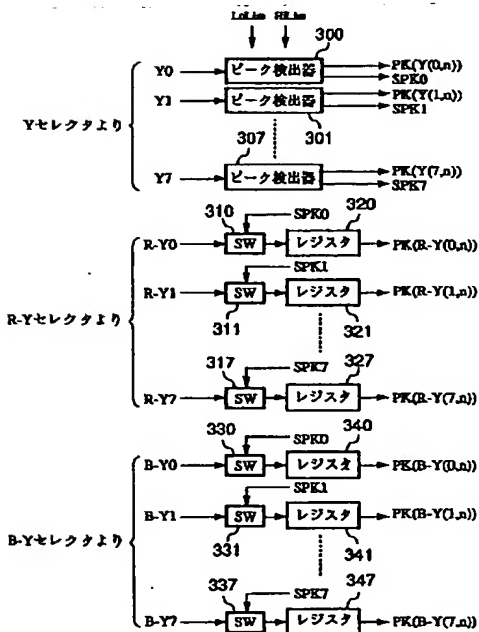 LoLim HiLim
300
Y0 ピーク検出器 PK(Y(0,n))
SPK0
Y1 ピーク検出器 PK(Y(1,n))
SPK1
301
Yセレクタより
307
Y7 ピーク検出器 PK(Y(7,n))
SPK7
310 SPK0 320
R-Y0 SW レジスタ PK(R-Y(0,n))
SPK1
R-Y1 SW レジスタ PK(R-Y(1,n))
311 321
R-Yセレクタより
317 SPK7 327
R-Y7 SW レジスタ PK(R-Y(7,n))
330 SPK0 340
B-Y0 SW レジスタ PK(B-Y(0,n))
SPK1
B-Y1 SW レジスタ PK(B-Y(1,n))
331 341
B-Yセレクタより
337 SPK7 347
B-Y7 SW レジスタ PK(B-Y(7,n))